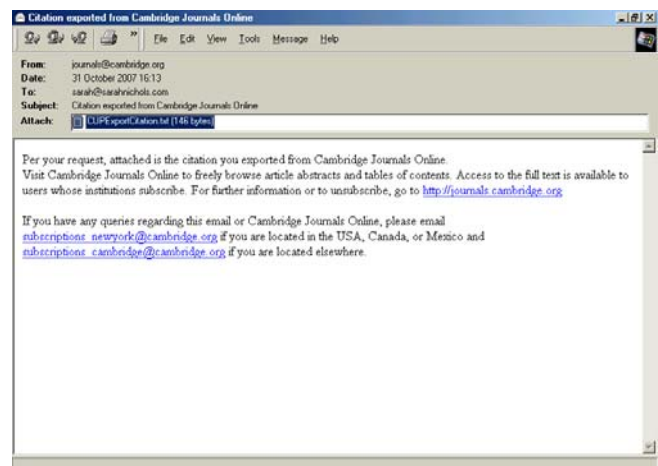 Citation exported from Cambridge Journals Online
File Edit View Tools Message Help
From: journals@cambridge.org
Date: 31 October 2007 16:13
To: sarah@sarahnichols.com
Subject: Citation exported from Cambridge Journals Online
Attach: CUPExportCitation.txt (146 bytes)
Per your request, attached is the citation you exported from Cambridge Journals Online.
Visit Cambridge Journals Online to freely browse article abstracts and tables of contents. Access to the full text is available to
users whose institutions subscribe. For further information or to unsubscribe, go to http://journals.cambridge.org
If you have any queries regarding this email or Cambridge Journals Online, please email
subscriptions_newyork@cambridge.org if you are located in the USA, Canada, or Mexico and
subscriptions_cambridge@cambridge.org if you are located elsewhere.